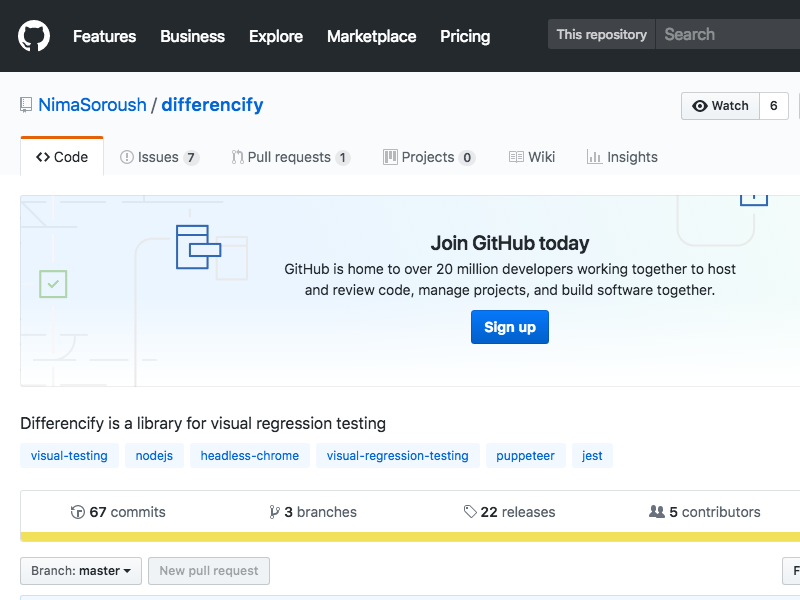 Features Business Explore Marketplace Pricing This repository Search
NimaSoroush / differencify Watch 6
Code Issues 7 Pull requests 1 Projects 0 Wiki Insights
Join GitHub today
GitHub is home to over 20 million developers working together to host
and review code, manage projects, and build software together.
Sign up
Differencify is a library for visual regression testing
visual-testing nodejs headless-chrome visual-regression-testing puppeteer jest
67 commits 3 branches 22 releases 5 contributors
Branch: master New pull request